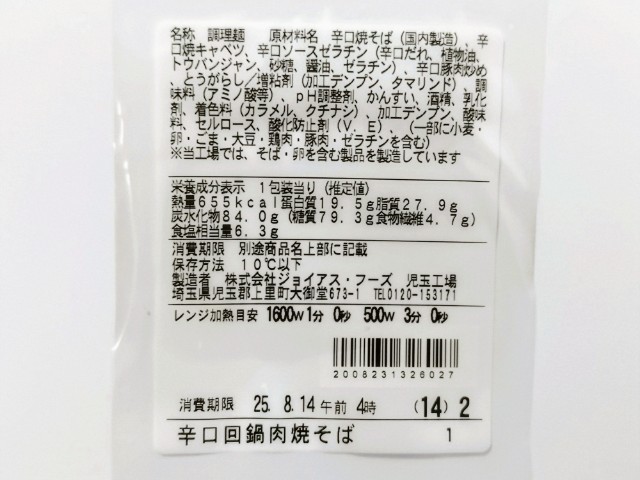 名称　調理麺　原材料名　辛口焼そば（国内製造）、辛
口焼キャベツ、辛口ソースゼラチン（辛口だれ、植物油、
トウバンジャン、砂糖、醤油、ゼラチン）、辛口豚肉炒め
、とうがらし／増粘剤（加工デンプン、タマリンド）、調
味料（アミノ酸等）、ｐＨ調整剤、かんすい、酒精、乳化
剤、着色料（カラメル、クチナシ）、加工デンプン、酸味
料、セルロース、酸化防止剤（Ｖ．Ｅ）、（一部に小麦・
卵・ごま・大豆・鶏肉・豚肉・ゼラチンを含む）
※当工場では、そば・卵を含む製品を製造しています
栄養成分表示　１包装当り（推定値）
熱量６５５ｋｃａｌ蛋白質１９．５ｇ脂質２７．９ｇ
炭水化物８４．０ｇ（糖質７９．３ｇ食物繊維４．７ｇ）
食塩相当量６．３ｇ
消費期限　別途商品名上部に記載
保存方法　１０℃以下
製造者　株式会社ジョイアス・フーズ　児玉工場
埼玉県児玉郡上里町大御堂673-1　TEL0120-153171
レンジ加熱目安　1600W 1分　0秒　500W　3分　0秒
2008231326027
消費期限　25. 8.14 午前 4時　(14) 2
辛口回鍋肉焼そば　1